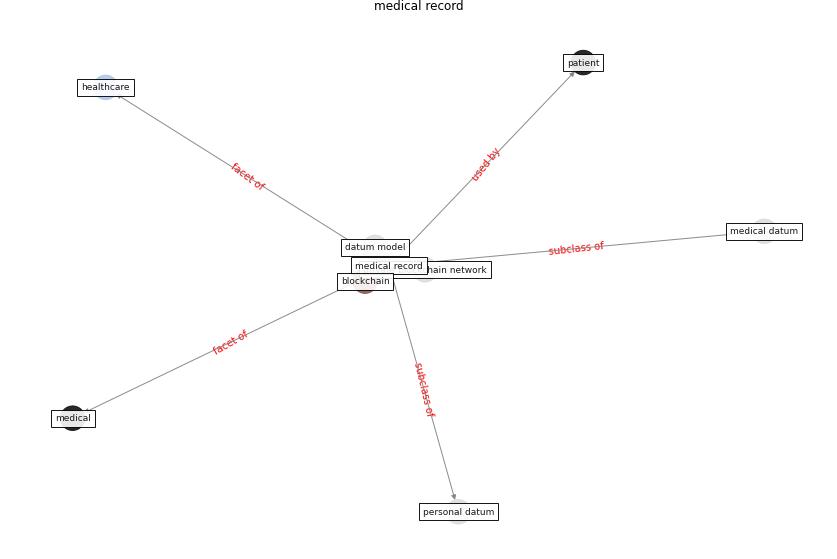 medical record
patient
healthcare
used by
facet of
medical datum
subclass of
datum model
medical record
hain network
blockchain
facet of
subclass of
medical
personal datum